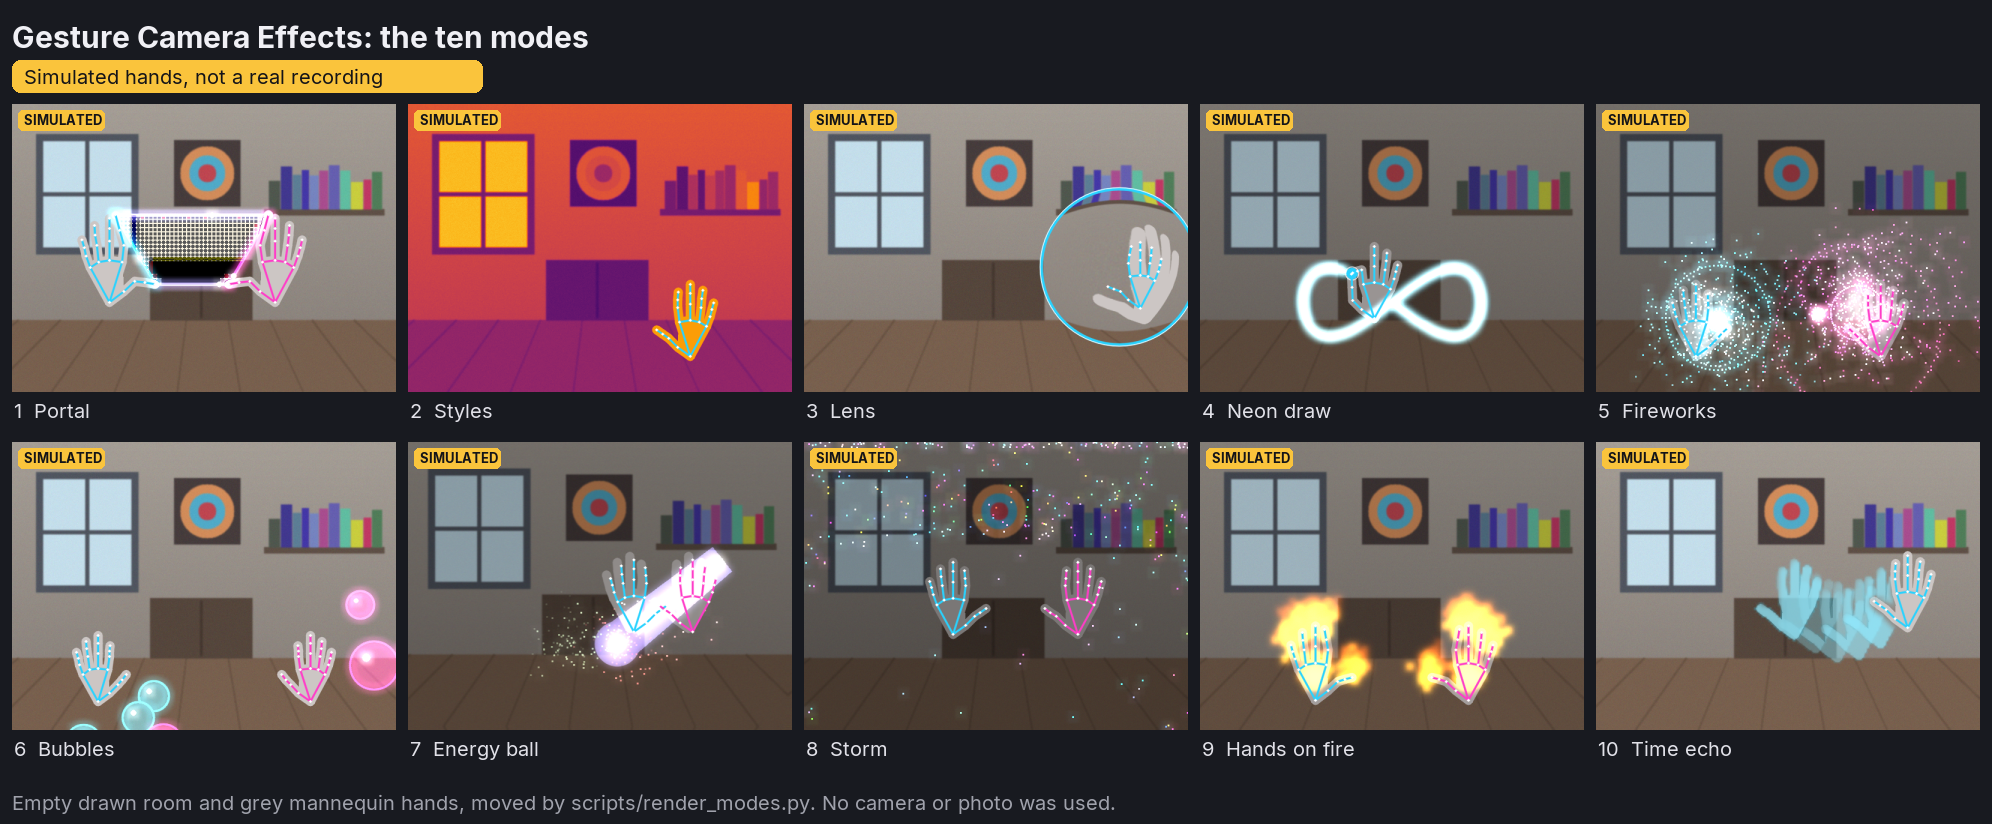 Gesture Camera Effects: the ten modes
Simulated hands, not a real recording
SIMULATED
SIMULATED
SIMULATED
SIMULATED
SIMULATED
1 Portal
2 Styles
3 Lens
4 Neon draw
5 Fireworks
SIMULATED
SIMULATED
SIMULATED
SIMULATED
SIMULATED
6 Bubbles
7 Energy ball
8 Storm
9 Hands on fire
10 Time echo
Empty drawn room and grey mannequin hands, moved by scripts/render_modes.py. No camera or photo was used.